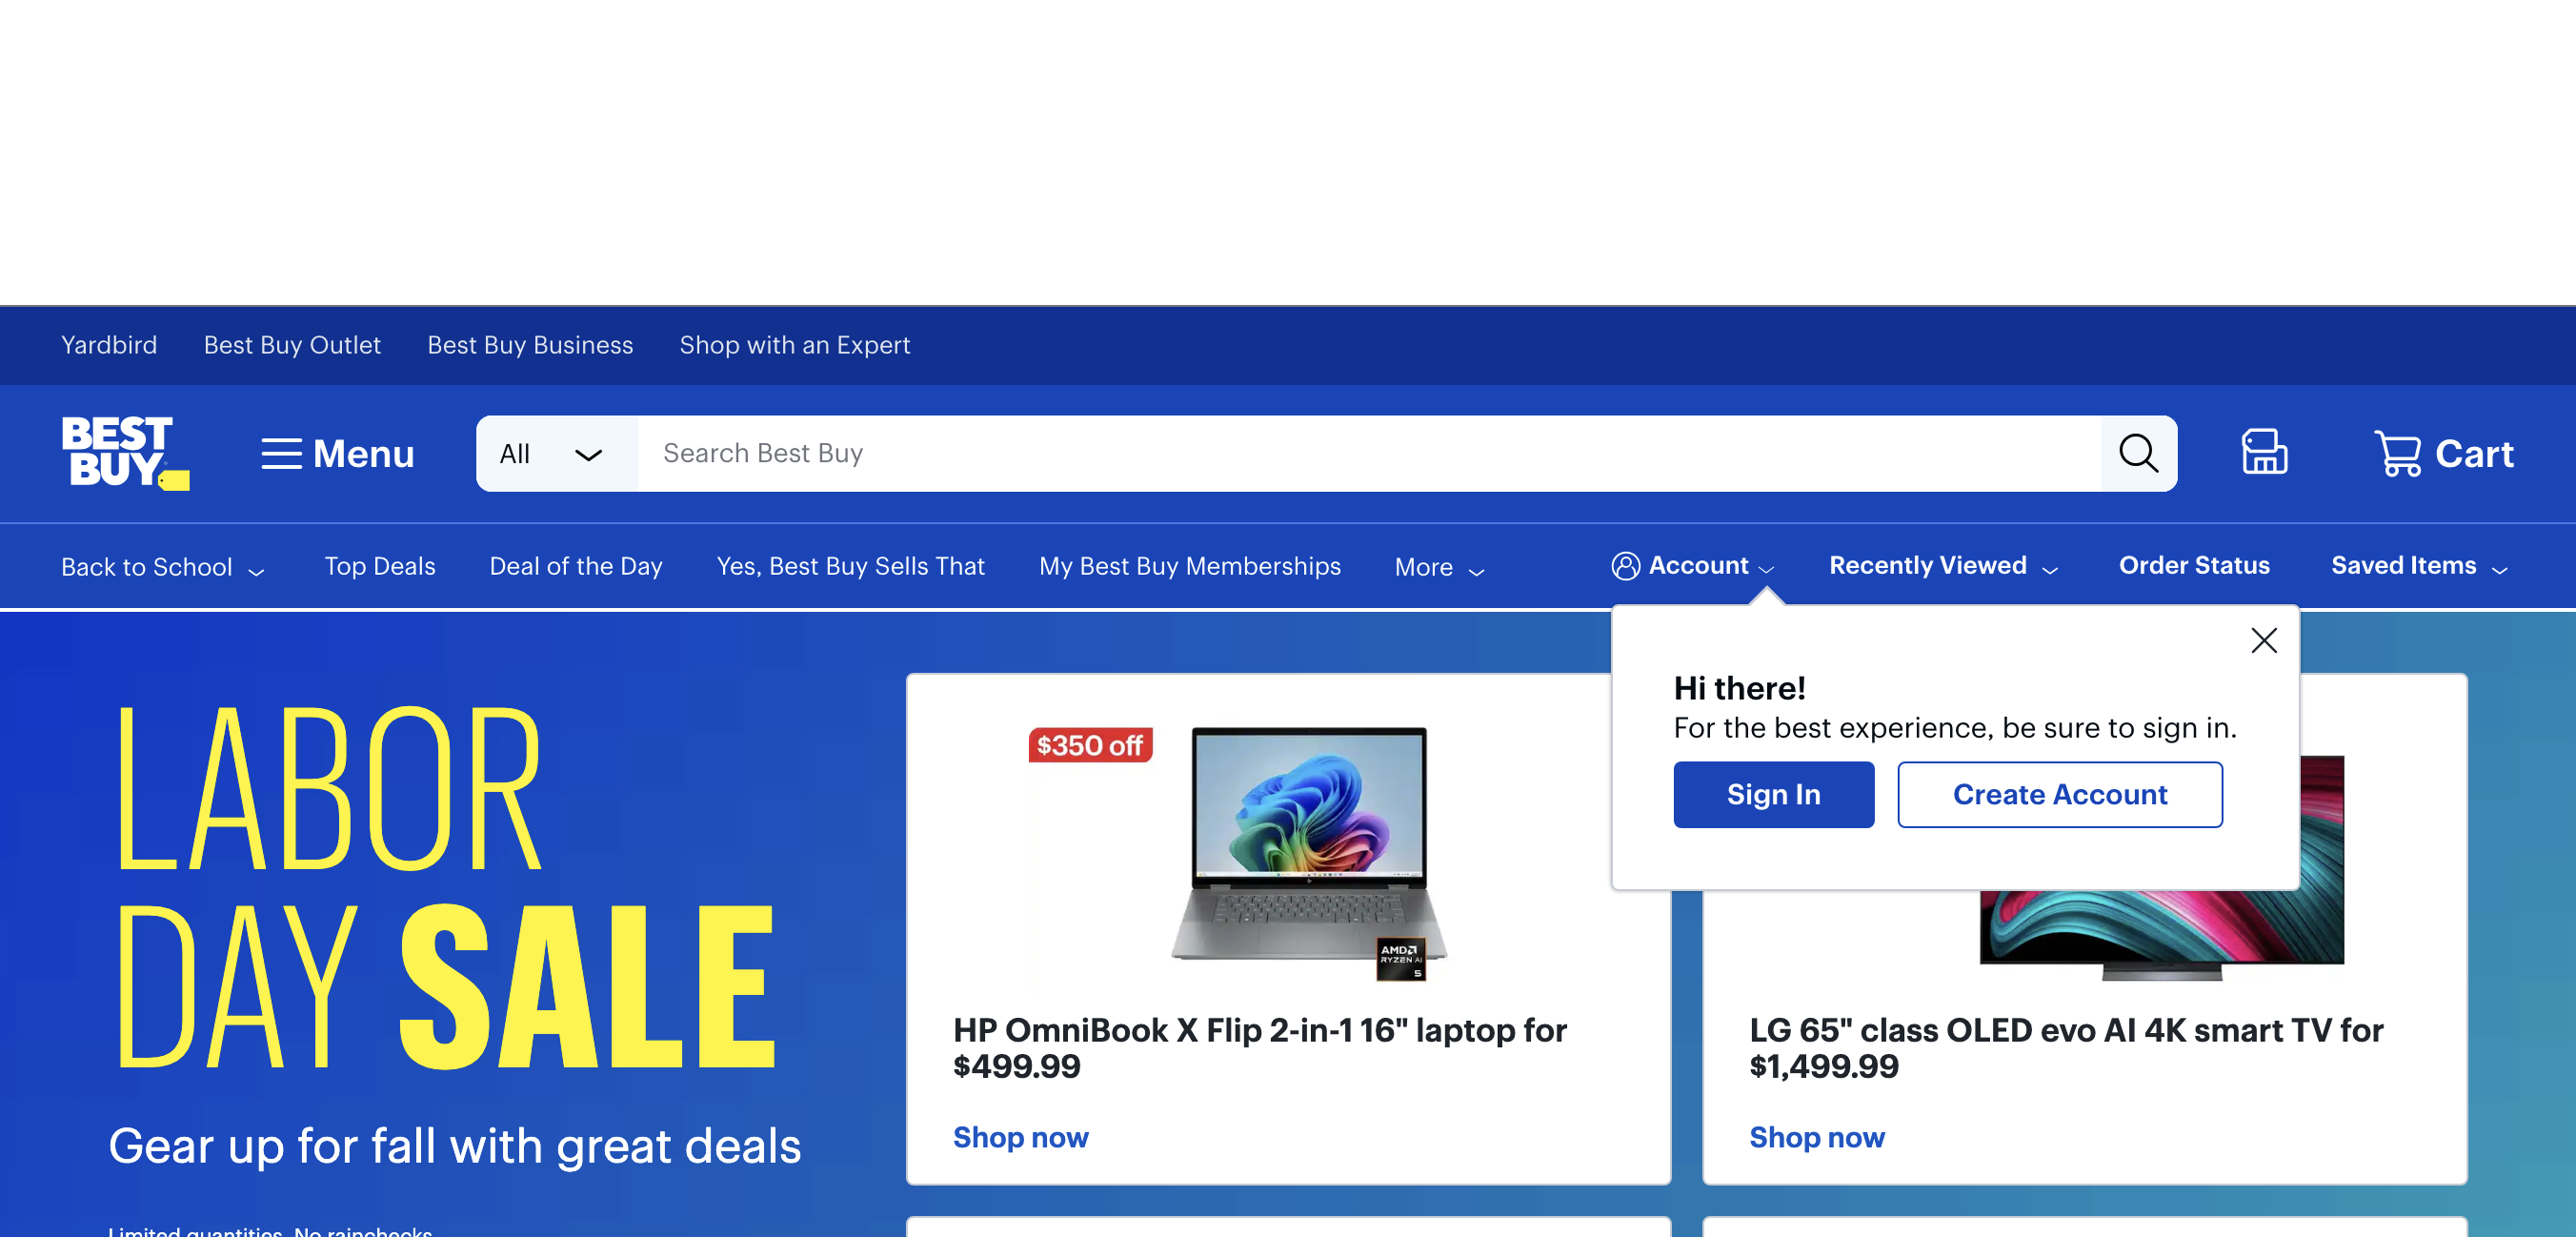 Yardbird Best Buy Outlet Best Buy Business Shop with an Expert
BEST
BUY
Menu
All
Search Best Buy
Cart
Back to School Top Deals Deal of the Day Yes, Best Buy Sells That My Best Buy Memberships More Account Recently Viewed Order Status Saved Items
Hi there!
For the best experience, be sure to sign in.
Sign In Create Account
LABOR
DAY SALE
Gear up for fall with great deals
Limited quantities. No rainchecks
$350 off
AMD
RYZEN AI
5
HP OmniBook X Flip 2-in-1 16" laptop for
$499.99
Shop now
LG 65" class OLED evo AI 4K smart TV for
$1,499.99
Shop now